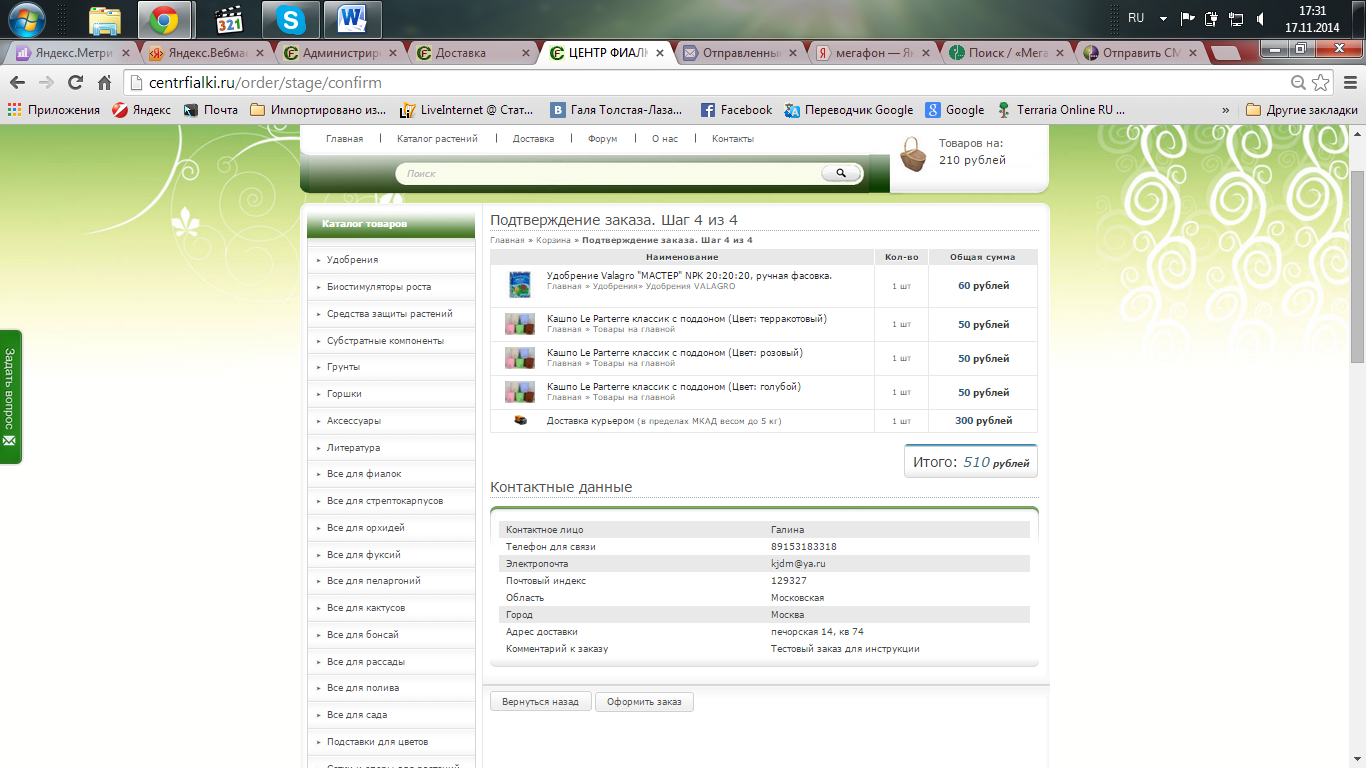 RU
17:31
17.11.2014
Яндекс.Метри
Яндекс.Вебмас
Администрир
Доставка
ЦЕНТР ФИАЛ
Отправленны
мегафон — Ян
Поиск / «Мега
Отправить СМ
centrfialki.ru/order/stage/confirm
Приложения Яндекс Почта Импортировано из... LiveInternet @ Стат... Галя Толстая-Лаза... Facebook Переводчик Google Google Terraria Online RU ... » Другие закладки
Главная | Каталог растений | Доставка | Форум | О нас | Контакты
Товаров на:
210 рублей
Поиск
Задать вопрос
Каталог товаров
Удобрения
Биостимуляторы роста
Средства защиты растений
Субстратные компоненты
Грунты
Горшки
Аксессуары
Литература
Все для фиалок
Все для стрептокарпусов
Все для орхидей
Все для фуксий
Все для пеларгоний
Все для кактусов
Все для бонсай
Все для рассады
Все для полива
Все для сада
Подставки для цветов
Подтверждение заказа. Шаг 4 из 4
Главная » Корзина » Подтверждение заказа. Шаг 4 из 4
Наименование Кол-во Общая сумма
Удобрение Valagro "МАСТЕР" NPK 20:20:20, ручная фасовка.
Главная » Удобрения» Удобрения VALAGRO
1 шт 60 рублей
Кашпо Le Parterre классик с поддоном (Цвет: терракотовый)
Главная » Товары на главной
1 шт 50 рублей
Кашпо Le Parterre классик с поддоном (Цвет: розовый)
Главная » Товары на главной
1 шт 50 рублей
Кашпо Le Parterre классик с поддоном (Цвет: голубой)
Главная » Товары на главной
1 шт 50 рублей
Доставка курьером (в пределах МКАД весом до 5 кг) 1 шт 300 рублей
Итого: 510 рублей
Контактные данные
Контактное лицо Галина
Телефон для связи 89153183318
Электропочта kjdm@ya.ru
Почтовый индекс 129327
Область Московская
Город Москва
Адрес доставки печорская 14, кв 74
Комментарий к заказу Тестовый заказ для инструкции
Вернуться назад Оформить заказ